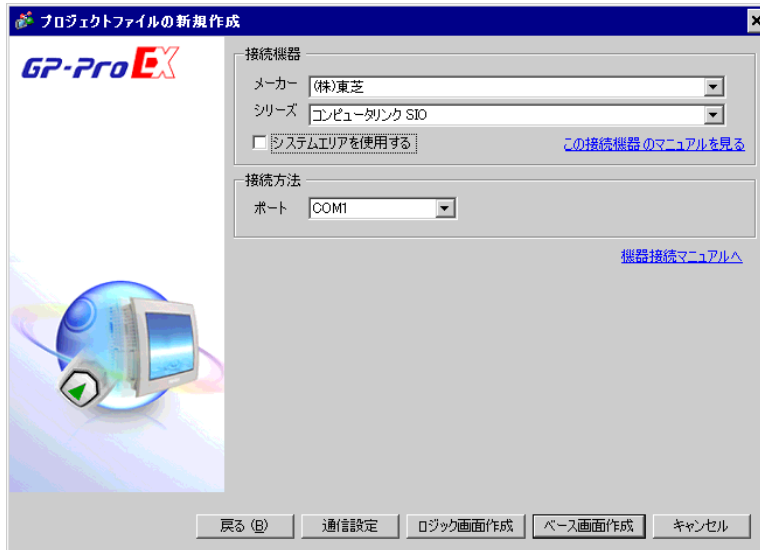 プロジェクトファイルの新規作成
GP-Pro EX
接続機器
メーカー (株)東芝
シリーズ コンピュータリンク SIO
システムエリアを使用する この接続機器のマニュアルを見る
接続方法
ポート COM1
機器接続マニュアルへ
戻る (B) 通信設定 ロジック画面作成 ベース画面作成 キャンセル